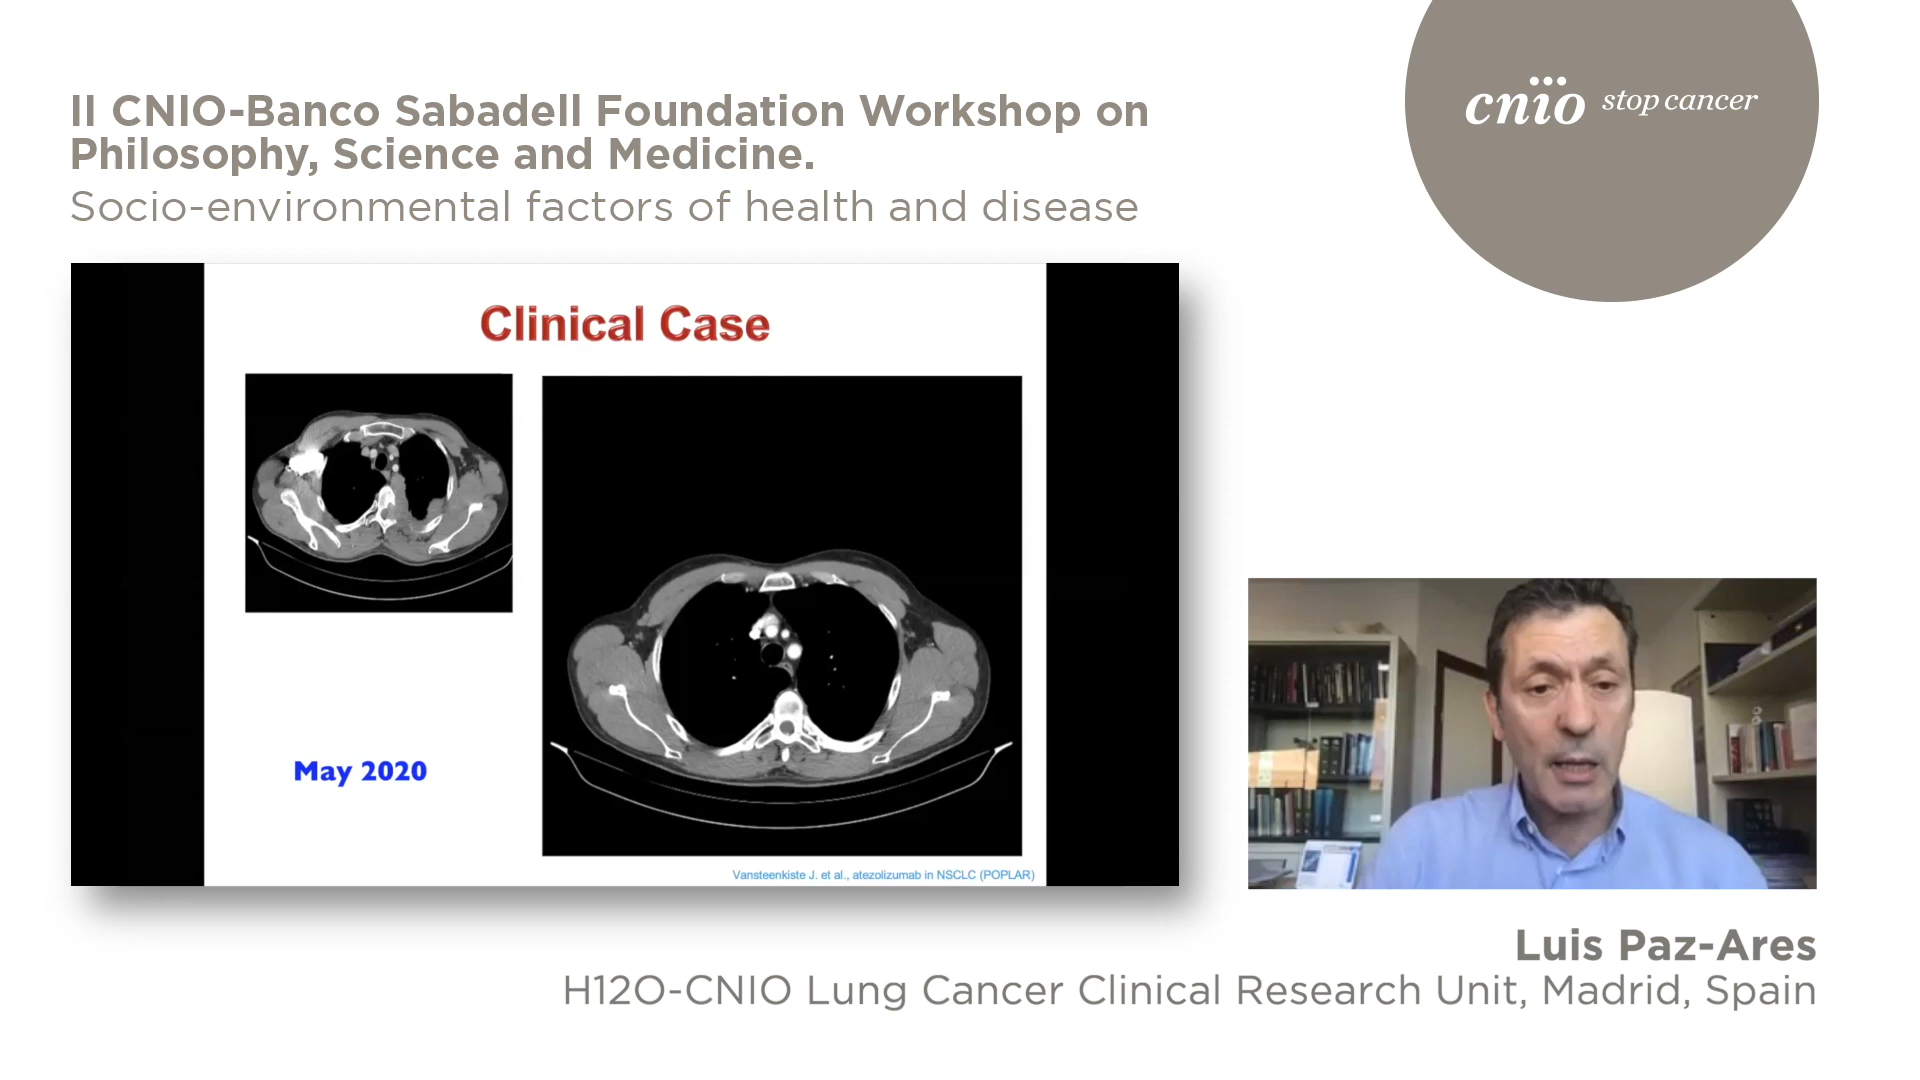 II CNIO-Banco Sabadell Foundation Workshop on
Philosophy, Science and Medicine.
Socio-environmental factors of health and disease
cnio stop cancer
Clinical Case
May 2020
Vansteenkiste J. et al., atezolizumab in NSCLC (POPLAR)
Luis Paz-Ares
H12O-CNIO Lung Cancer Clinical Research Unit, Madrid, Spain